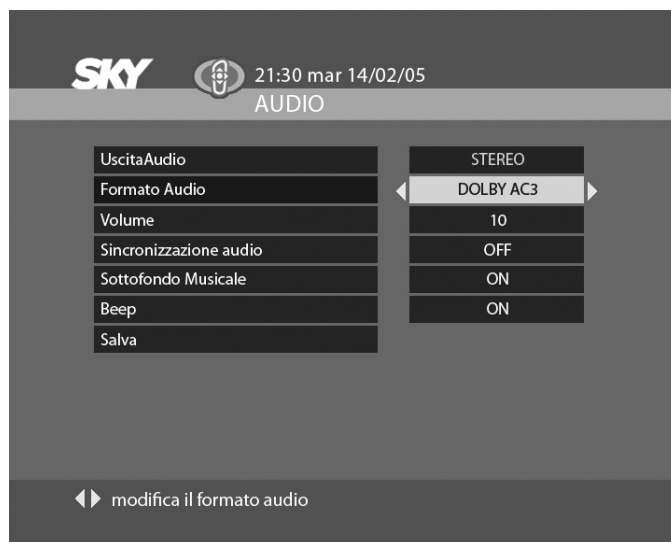 SKY 21:30 mar 14/02/05
AUDIO
UscitaAudio STEREO
Formato Audio DOLBY AC3
Volume 10
Sincronizzazione audio OFF
Sottofondo Musicale ON
Beep ON
Salva
modifica il formato audio